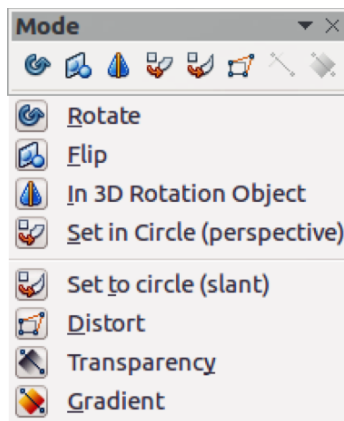 Mode
Rotate
Flip
In 3D Rotation Object
Set in Circle (perspective)
Set to circle (slant)
Distort
Transparency
Gradient